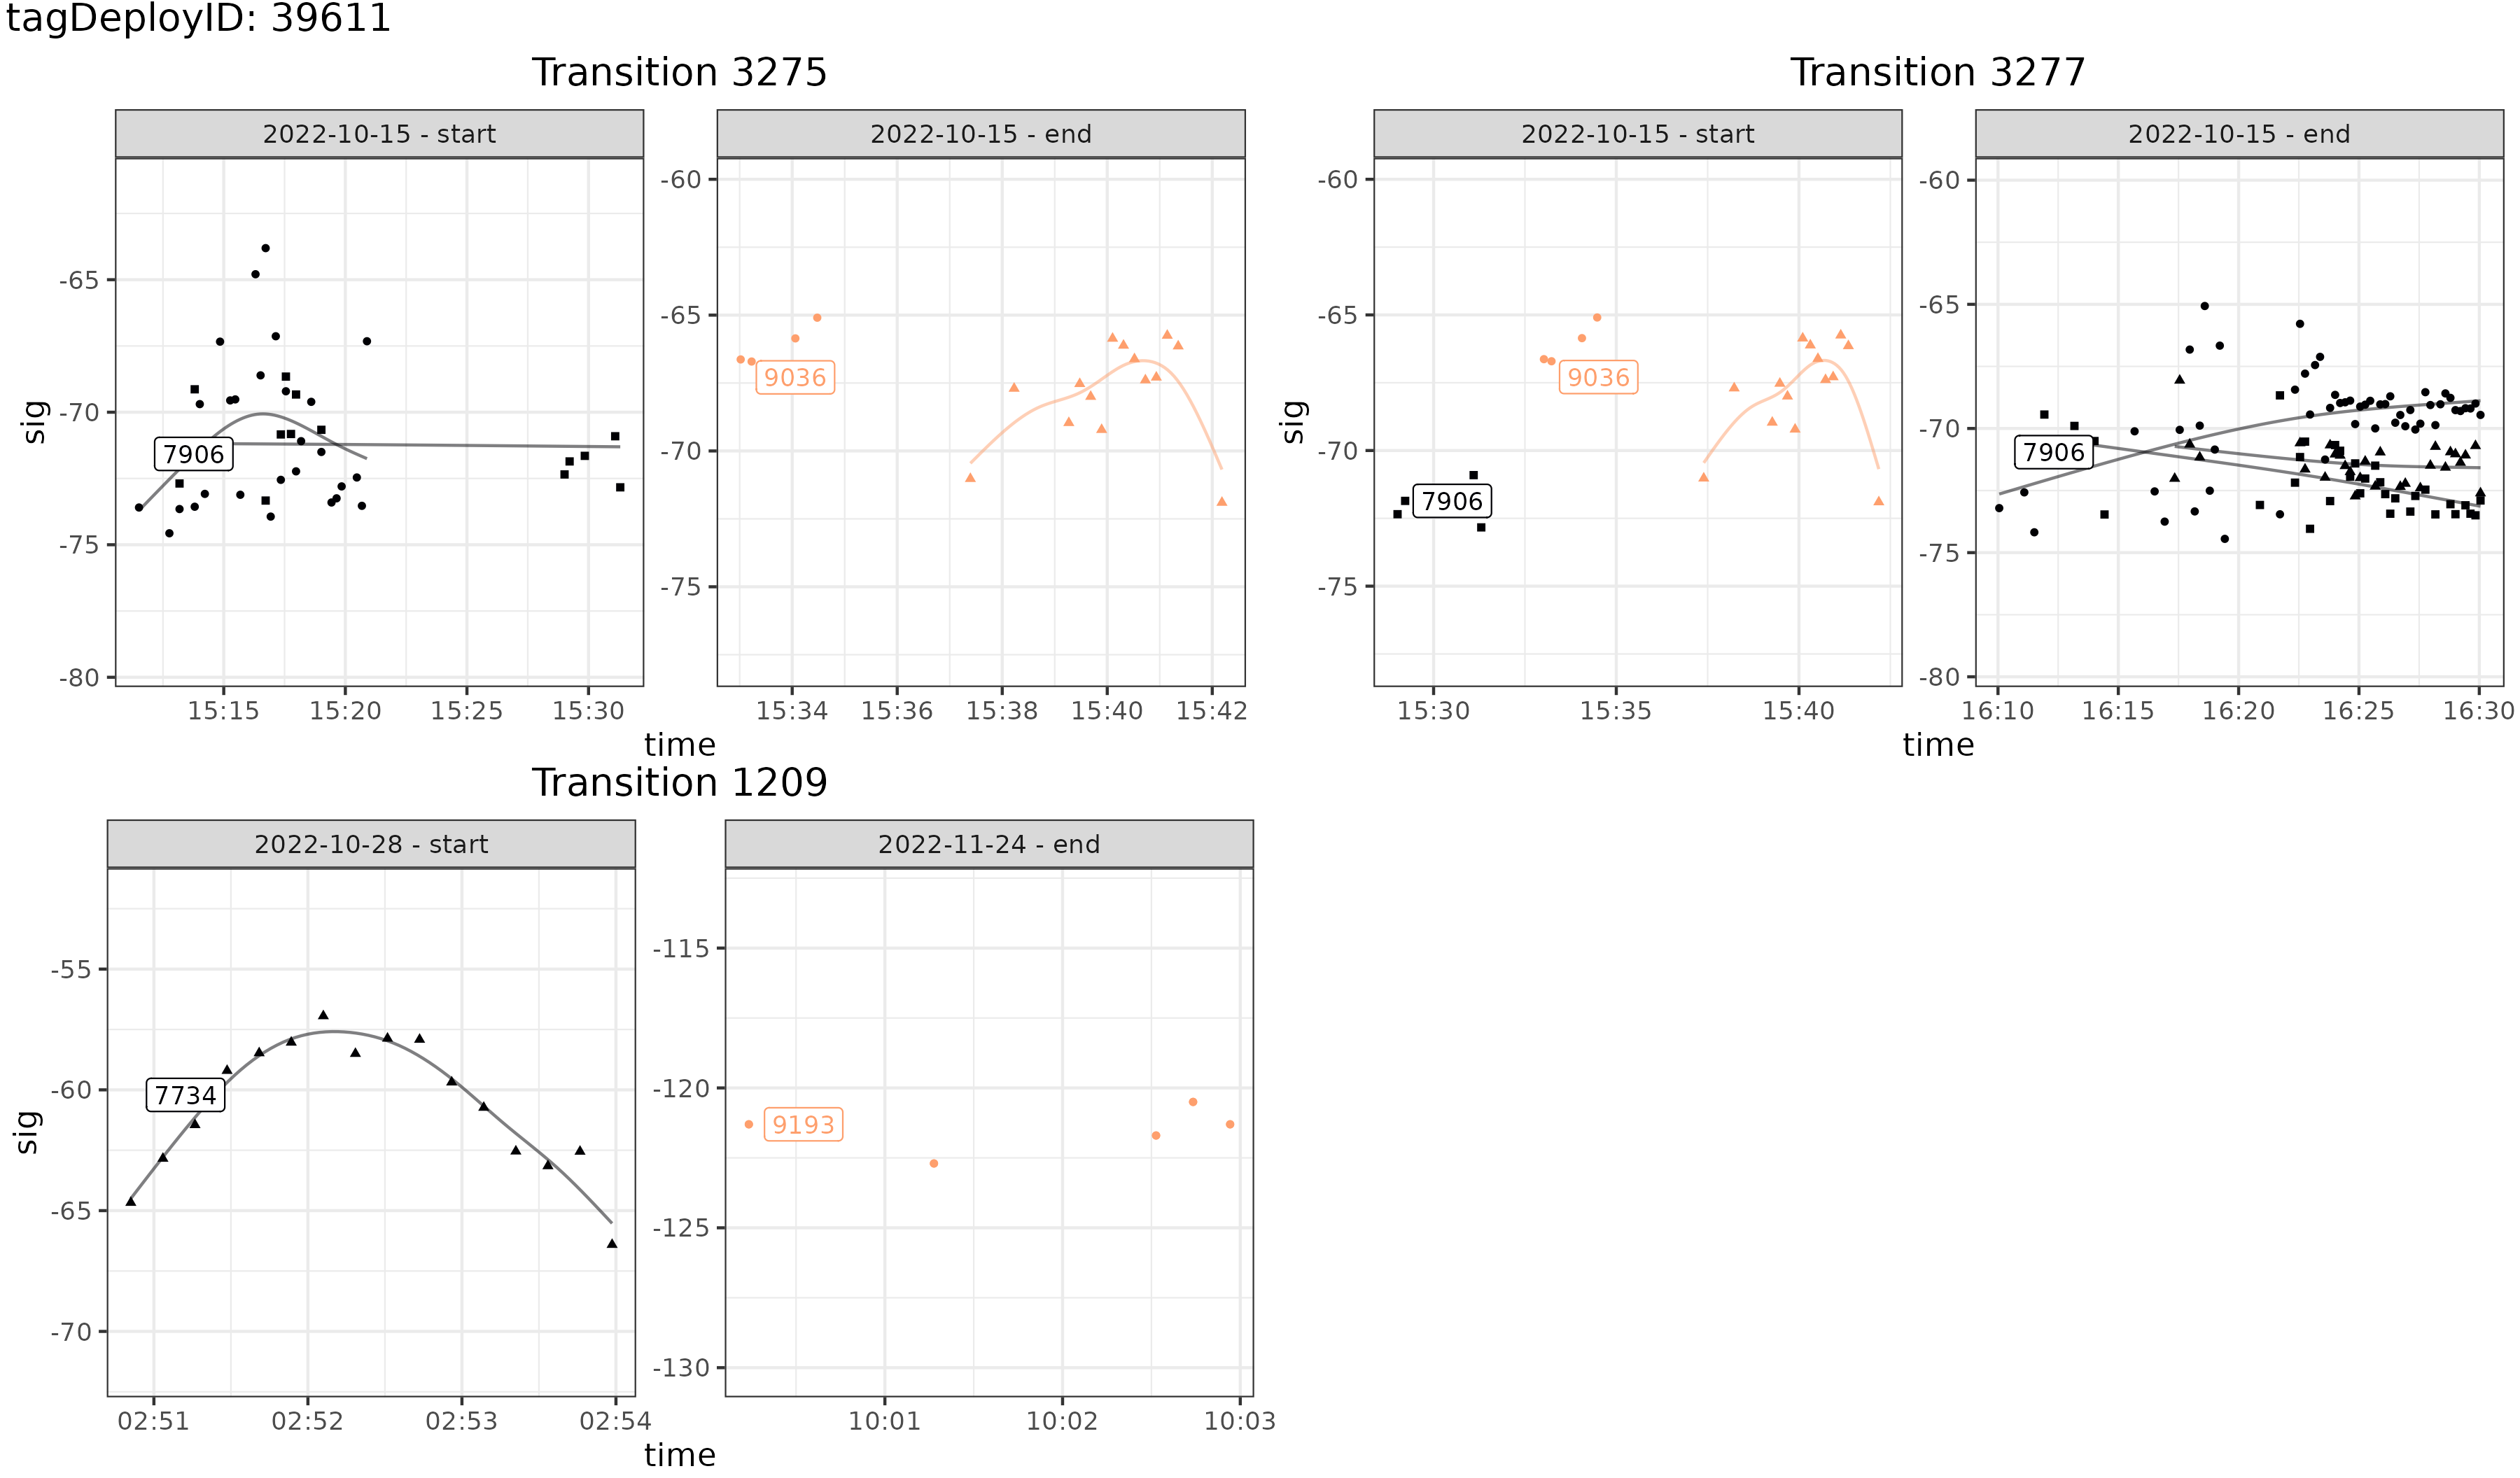 tagDeployID: 39611
Transition 3275
Transition 3277
2022-10-15 - start
2022-10-15 - end
2022-10-15 - start
2022-10-15 - end
sig
-65
-70
-75
-80
7906
15:15 15:20 15:25 15:30
-60
-65
-70
-75
9036
15:34 15:36 15:38 15:40 15:42
time
sig
-60
-65
-70
-75
9036
7906
15:30 15:35 15:40
-60
-65
-70
-75
-80
7906
16:10 16:15 16:20 16:25 16:30
time
Transition 1209
2022-10-28 - start
2022-11-24 - end
sig
-55
-60
-65
-70
7734
02:51 02:52 02:53 02:54
-115
-120
-125
-130
9193
10:01 10:02 10:03
time